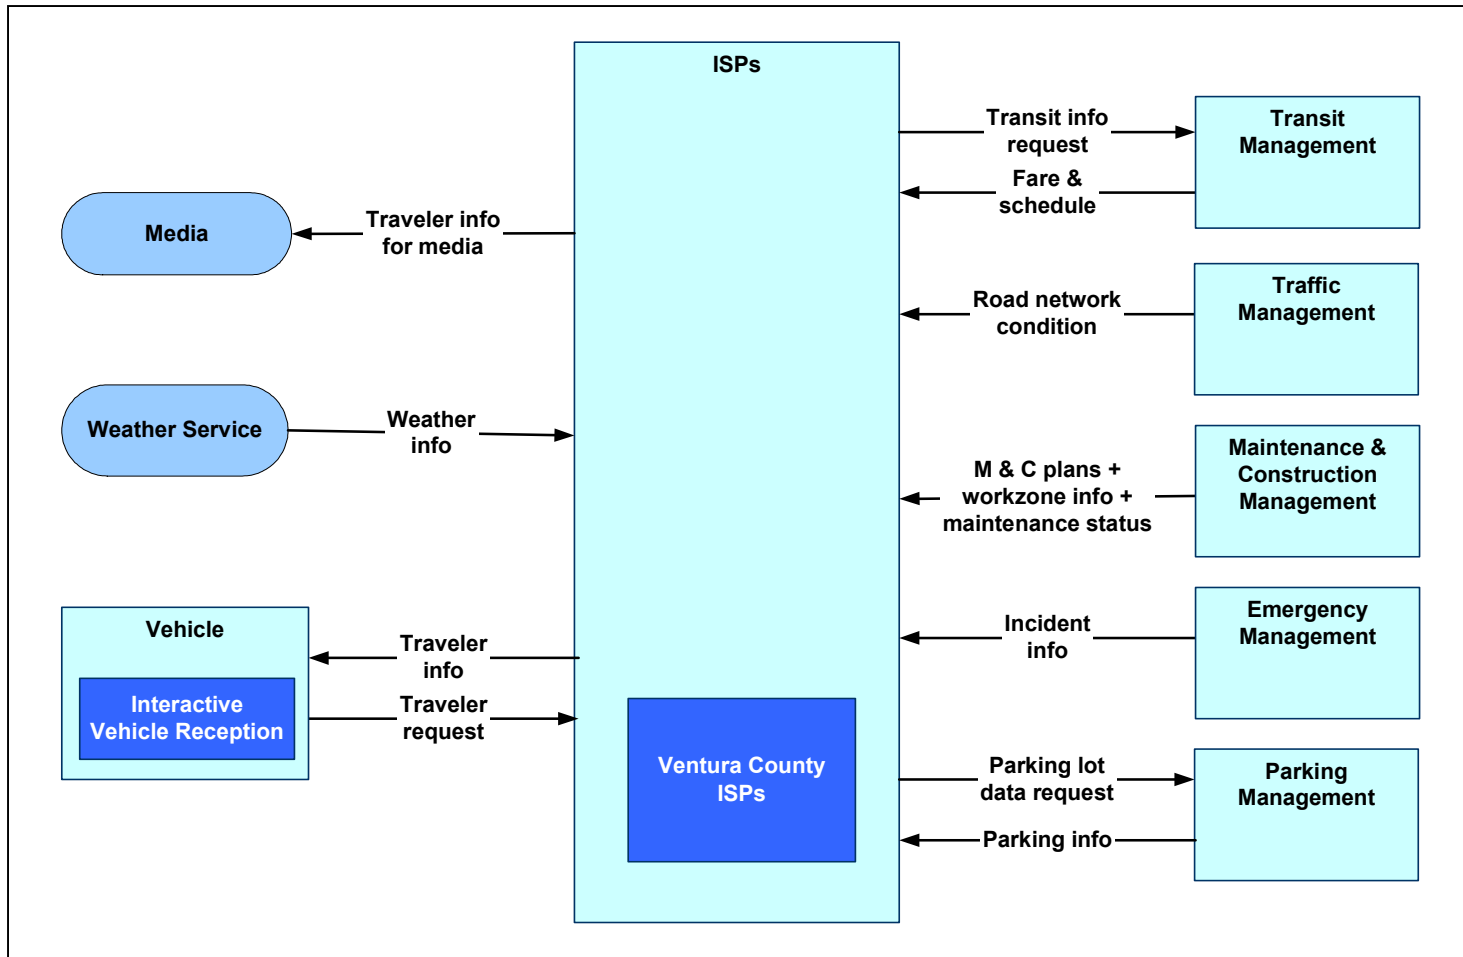 ISPs
Media
Traveler info
for media
Weather Service
Weather
info
Vehicle
Interactive
Vehicle Reception
Traveler
info
Traveler
request
Ventura County
ISPs
Transit info
request
Fare &
schedule
Transit
Management
Road network
condition
Traffic
Management
M & C plans +
workzone info +
maintenance status
Maintenance &
Construction
Management
Incident
info
Emergency
Management
Parking lot
data request
Parking info
Parking
Management